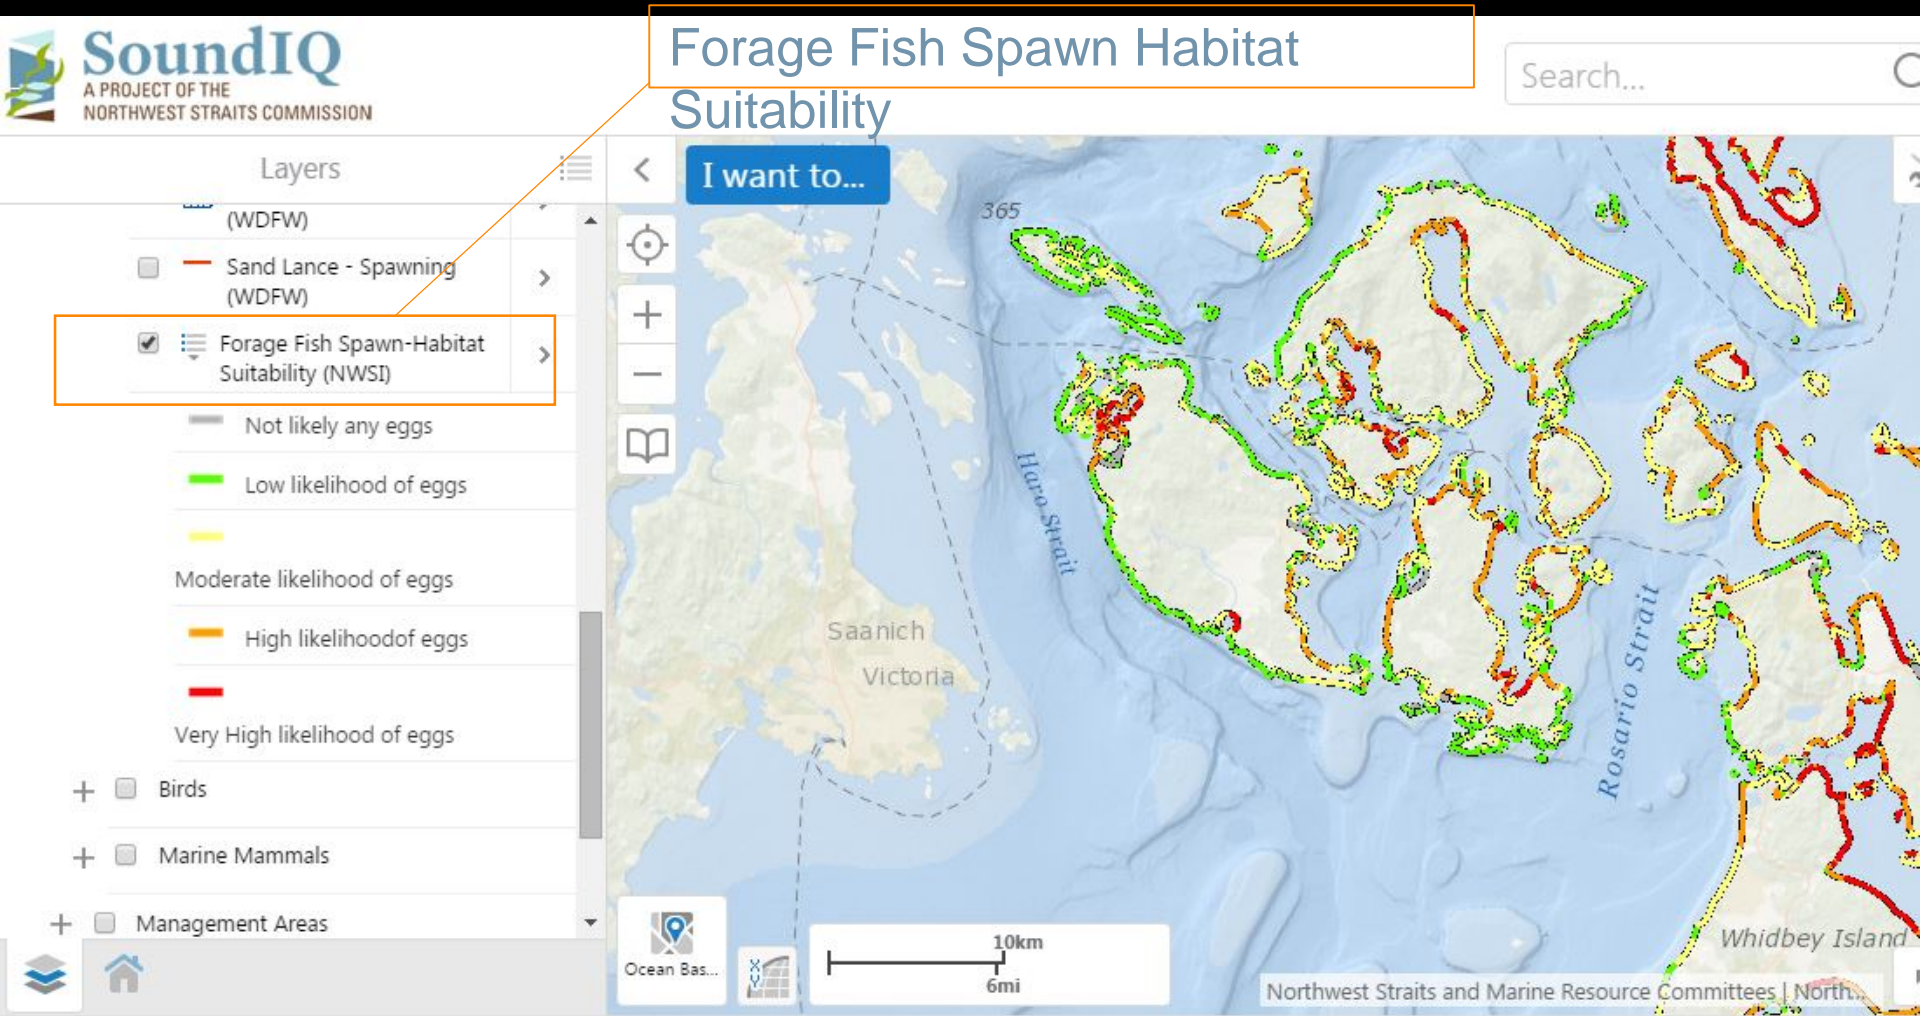 Forage Fish Spawn Habitat
Suitability
SoundIQ
A PROJECT OF THE
NORTHWEST STRAITS COMMISSION
Search...
Layers
I want to...
(WDFW)
Sand Lance - Spawning
(WDFW)
Forage Fish Spawn-Habitat
Suitability (NWSI)
Not likely any eggs
Low likelihood of eggs
Moderate likelihood of eggs
High likelihoodof eggs
Very High likelihood of eggs
Birds
Marine Mammals
Management Areas
365
Haro Strait
Saanich
Victoria
Rosario Strait
Whidbey Island
Ocean Bas...
X
Y
10km
6mi
Northwest Straits and Marine Resource Committees | North...